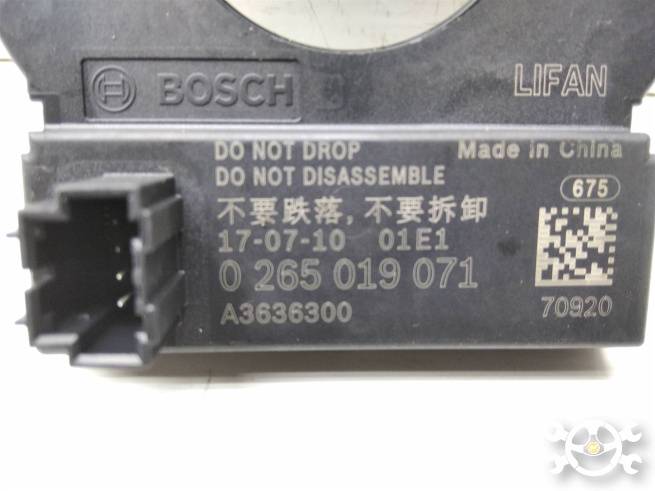 BOSCH
LIFAN
DO NOT DROP Made in China
DO NOT DISASSEMBLE
675
不要跌落,不要拆卸
17-07-10 01E1
0 265 019 071
A3636300
70920